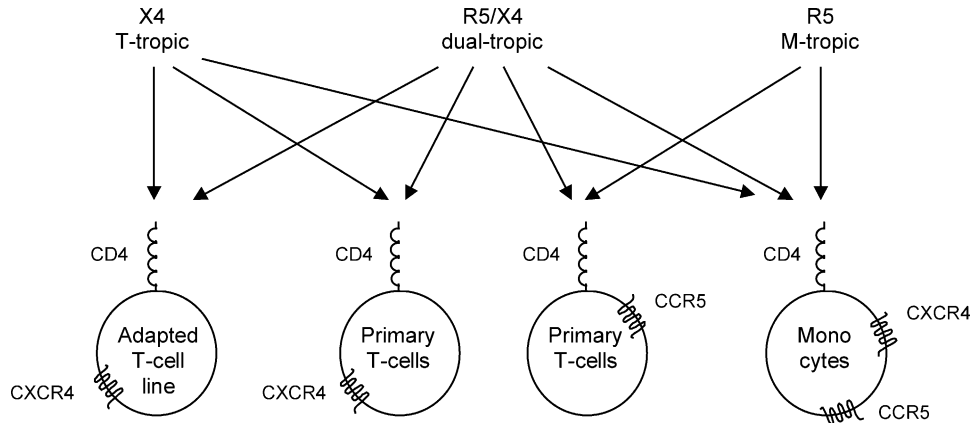 X4
T-tropic
R5/X4
dual-tropic
R5
M-tropic
CD4
CD4
CD4
CD4
CCR5
CXCR4
Adapted
T-cell
line
Primary
T-cells
Primary
T-cells
Mono
cytes
CXCR4
CXCR4
CCR5